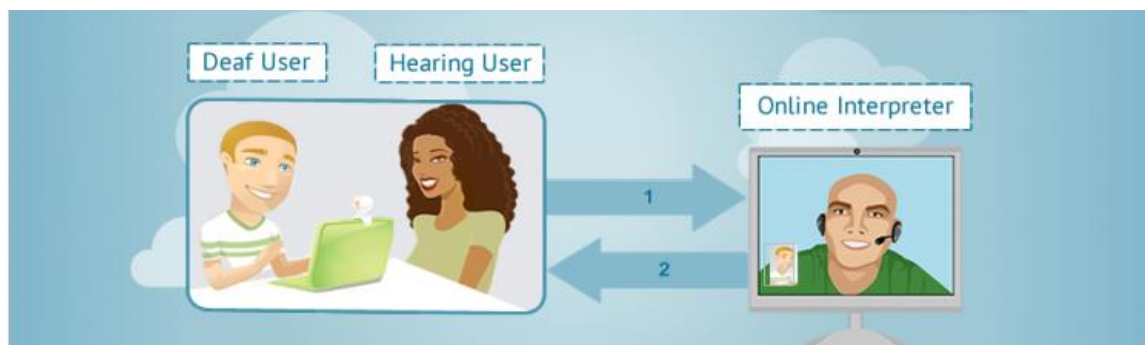 Deaf User
Hearing User
Online Interpreter
1
2